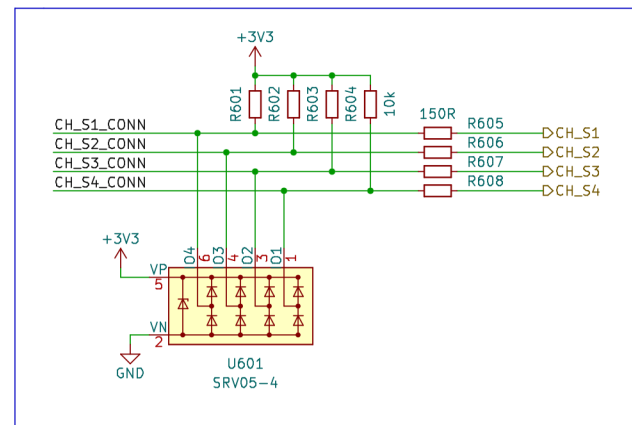 +3V3
R601
R602
R603
R604
10k
150R
CH_S1_CONN
R605
CH_S1
CH_S2_CONN
R606
CH_S2
CH_S3_CONN
R607
CH_S3
CH_S4_CONN
R608
CH_S4
+3V3
O4
6
O3
4
O2
3
O1
1
VP
5
VN
2
GND
U601
SRV05-4